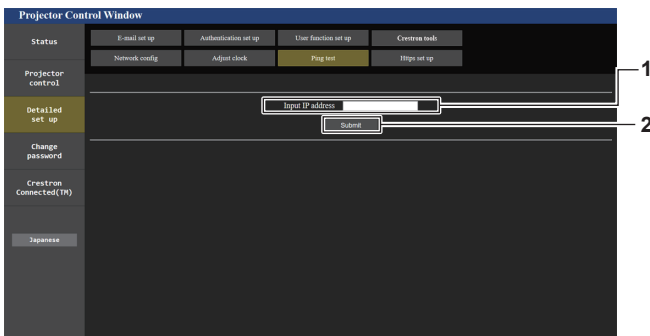 Projector Control Window
Status
E-mail set up
Authentication set up
User function set up
Crestron tools
Network config
Adjust clock
Ping test
Https set up
Projector
control
1
Detailed
set up
Input IP address
Submit
2
Change
password
Crestron
Connected(TM)
Japanese